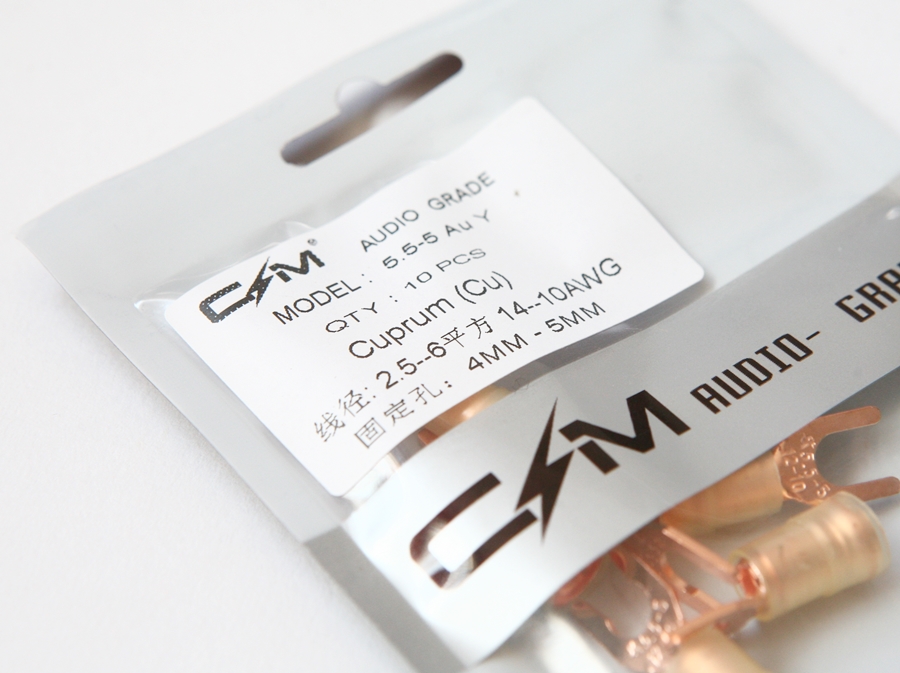 CM® AUDIO GRADE
MODEL: 5.5-5 Au Y
QTY: 10 PCS
Cuprum (Cu)
线径: 2.5--6平方 14-10AWG
固定孔: 4MM - 5MM
CM AUDIO-